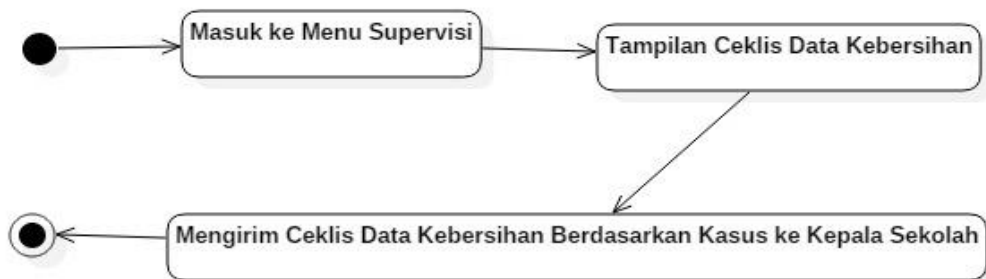 Masuk ke Menu Supervisi
Tampilan Ceklis Data Kebersihan
Mengirim Ceklis Data Kebersihan Berdasarkan Kasus ke Kepala Sekolah